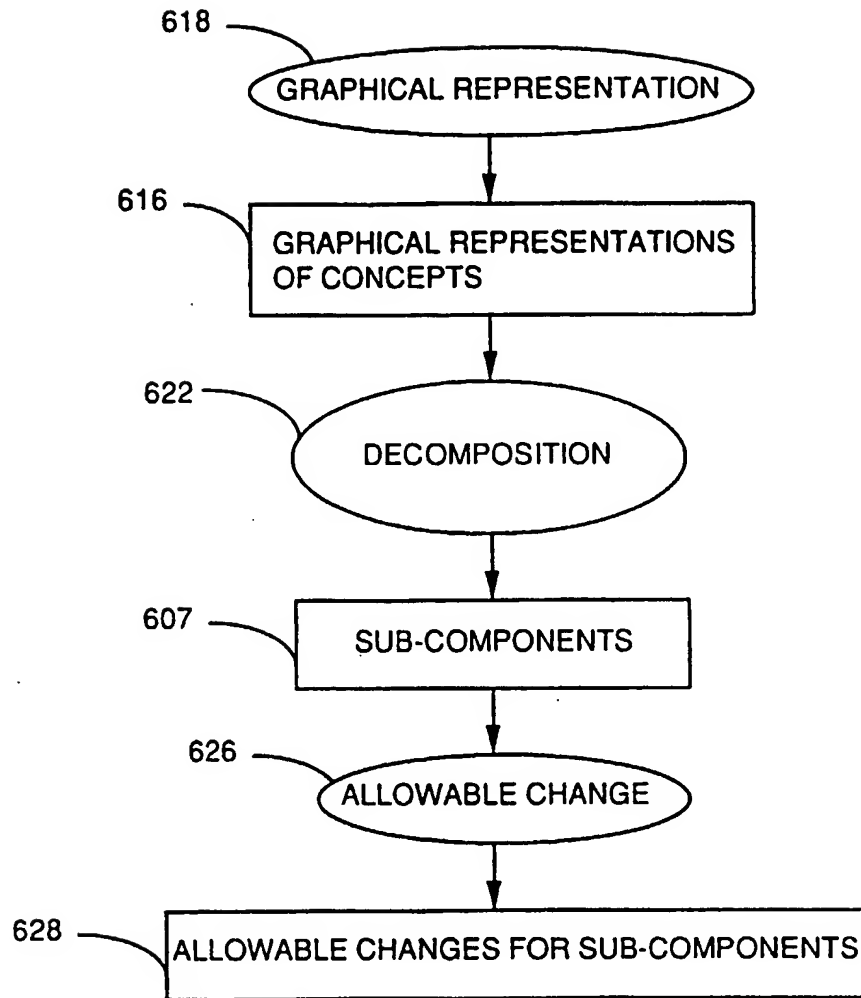 618
GRAPHICAL REPRESENTATION
616
GRAPHICAL REPRESENTATIONS
OF CONCEPTS
622
DECOMPOSITION
607
SUB-COMPONENTS
626
ALLOWABLE CHANGE
628
ALLOWABLE CHANGES FOR SUB-COMPONENTS